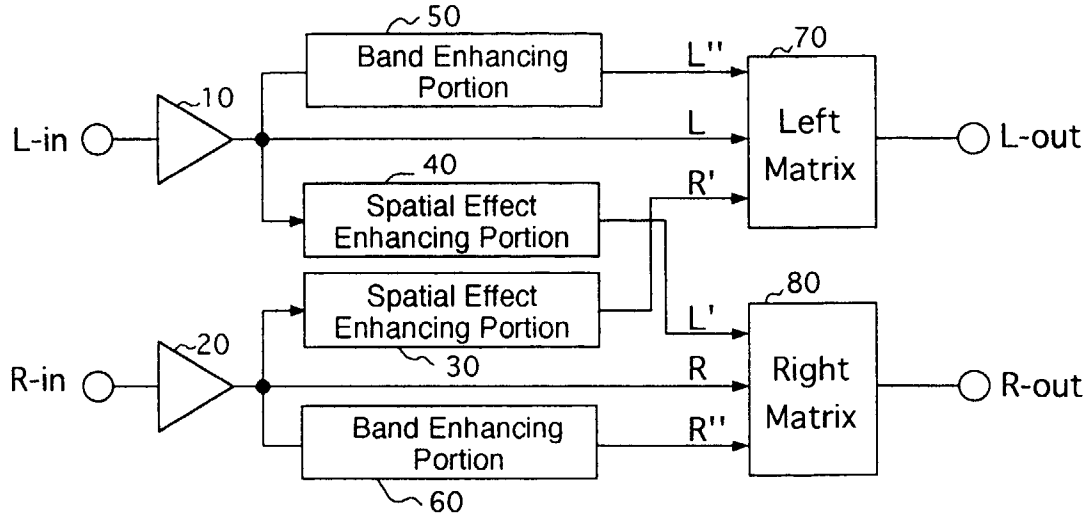 50
Band Enhancing
Portion
L''
70
10
L-in
L
Left
Matrix
L-out
40
R'
Spatial Effect
Enhancing Portion
Spatial Effect
Enhancing Portion
80
L'
20
30
R-in
R
Right
Matrix
R-out
Band Enhancing
Portion
R''
60